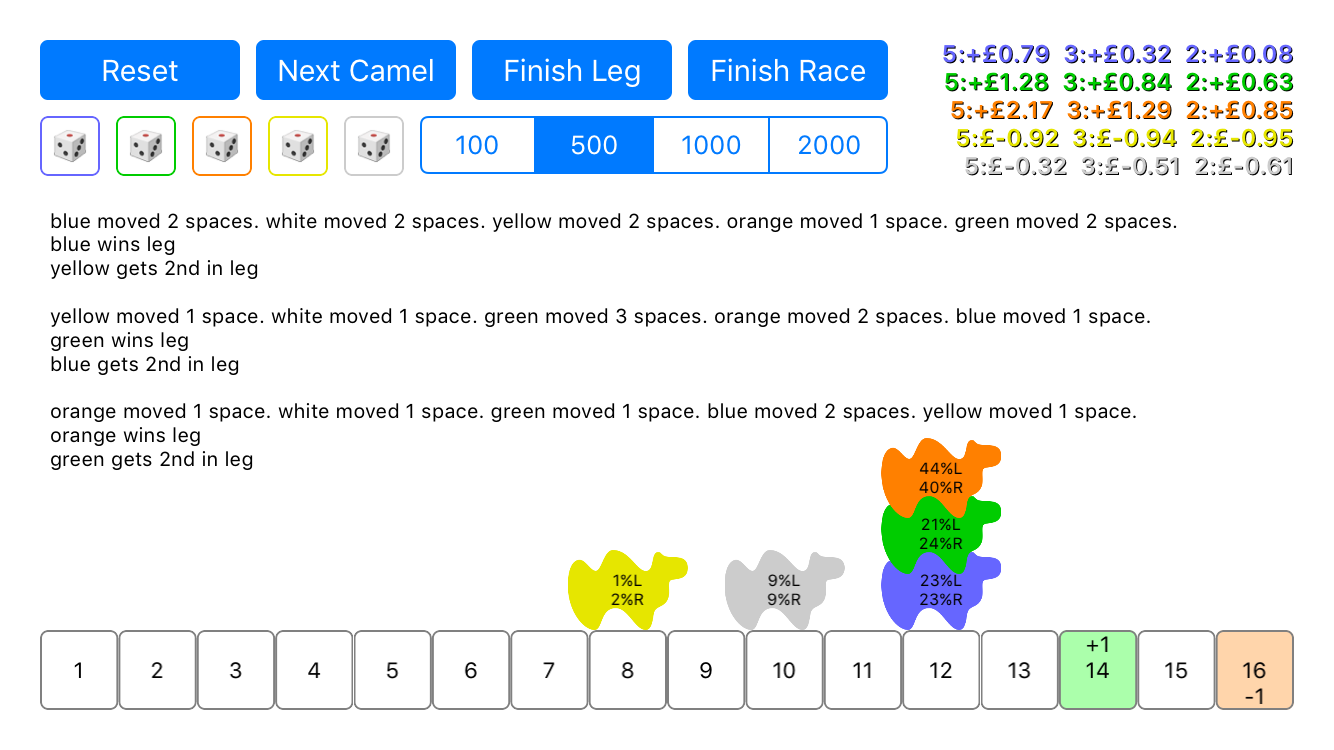 Reset Next Camel Finish Leg Finish Race
5:+£0.79 3:+£0.32 2:+£0.08
5:+£1.28 3:+£0.84 2:+£0.63
5:+£2.17 3:+£1.29 2:+£0.85
5:£-0.92 3:£-0.94 2:£-0.95
5:£-0.32 3:£-0.51 2:£-0.61
100 500 1000 2000
blue moved 2 spaces. white moved 2 spaces. yellow moved 2 spaces. orange moved 1 space. green moved 2 spaces.
blue wins leg
yellow gets 2nd in leg
yellow moved 1 space. white moved 1 space. green moved 3 spaces. orange moved 2 spaces. blue moved 1 space.
green wins leg
blue gets 2nd in leg
orange moved 1 space. white moved 1 space. green moved 1 space. blue moved 2 spaces. yellow moved 1 space.
orange wins leg
green gets 2nd in leg
44%L
40%R
21%L
24%R
1%L 9%L 23%L
2%R 9%R 23%R
+1
1 2 3 4 5 6 7 8 9 10 11 12 13 14 15 16
-1